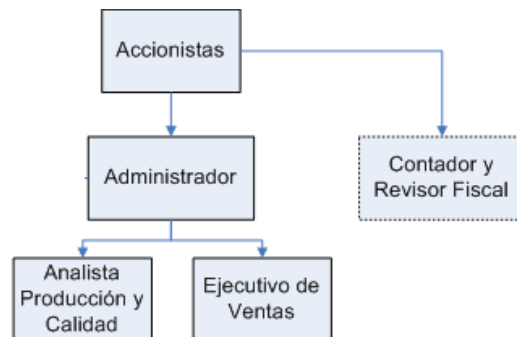 Accionistas
Administrador
Contador y
Revisor Fiscal
Analista
Producción y
Calidad
Ejecutivo de
Ventas